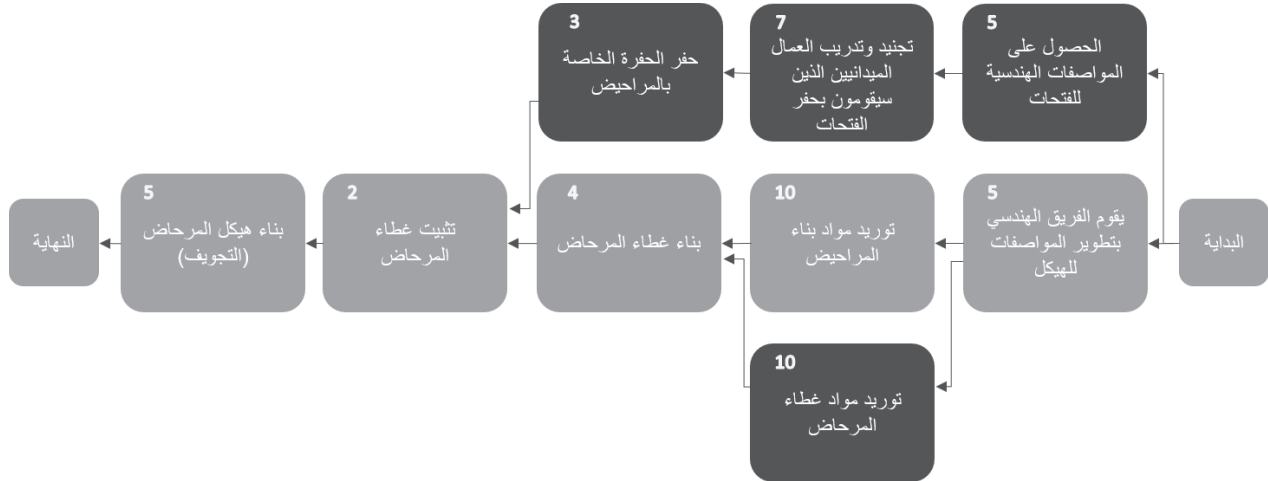 5
الحصول على
المواصفات الهندسية
للفتحات
7
تجنيد وتدريب العمال
الميدانيين الذين
سيقومون بحفر
الفتحات
3
حفر الحفرة الخاصة
بالمراحيض
البداية
5
يقوم الفريق الهندسي
بتطوير المواصفات
للهيكل
10
توريد مواد بناء
المراحيض
4
بناء غطاء المرحاض
2
تثبيت غطاء
المرحاض
5
بناء هيكل المرحاض
(التجويف)
النهاية
10
توريد مواد غطاء
المرحاض